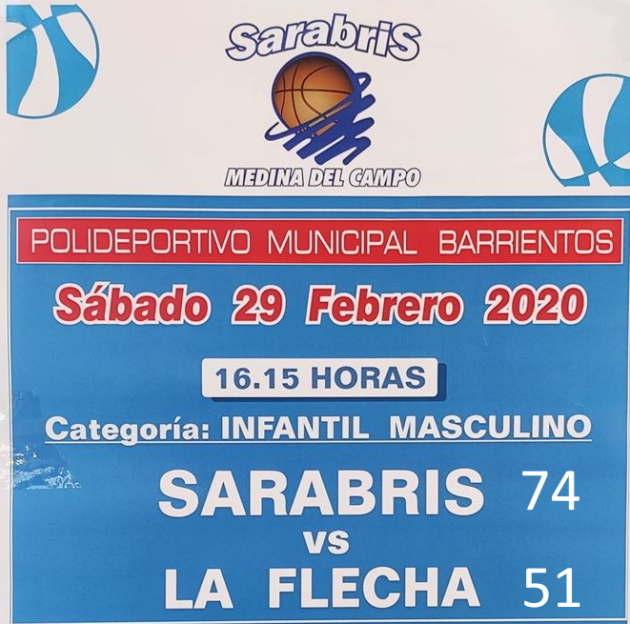 SarabriS
MEDINA DEL CAMPO
POLIDEPORTIVO MUNICIPAL BARRIENTOS
Sábado 29 Febrero 2020
16.15 HORAS
Categoría: INFANTIL MASCULINO
SARABRIS 74
vs
LA FLECHA 51